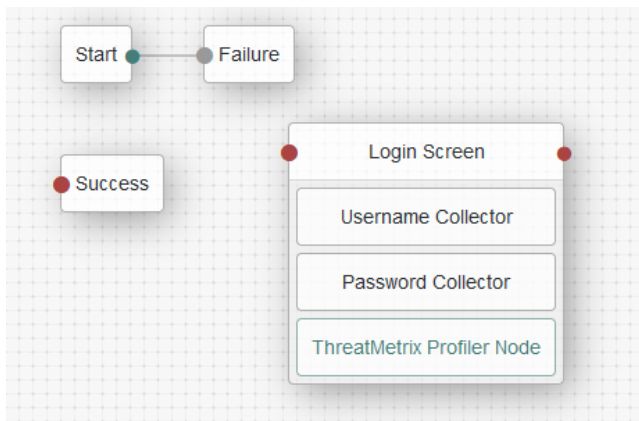 Start
Failure
Success
Login Screen
Username Collector
Password Collector
ThreatMetrix Profiler Node